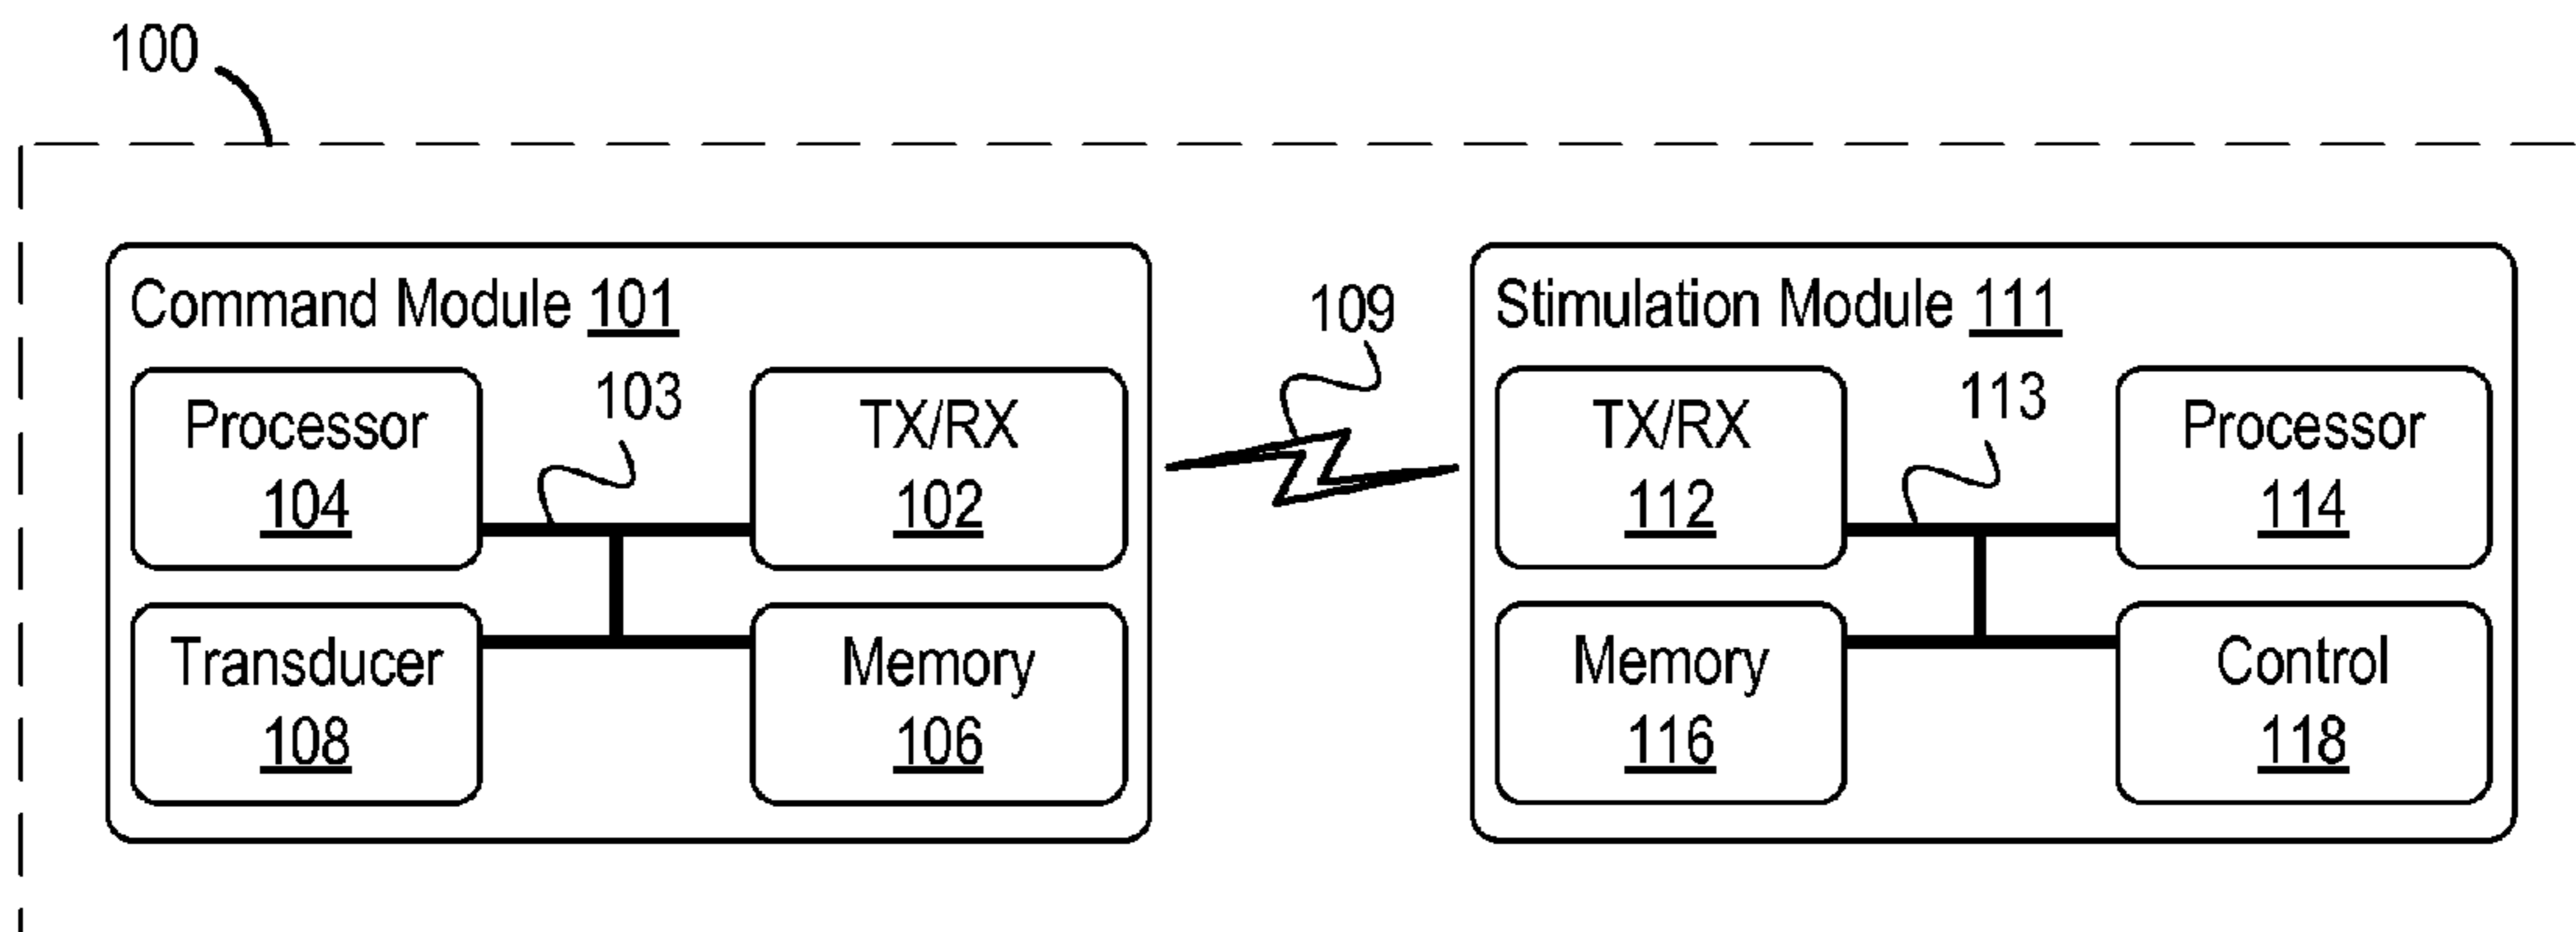 100
Command Module 101
Processor
104
103
TX/RX
102
Transducer
108
Memory
106
109
Stimulation Module 111
TX/RX
112
113
Processor
114
Memory
116
Control
118